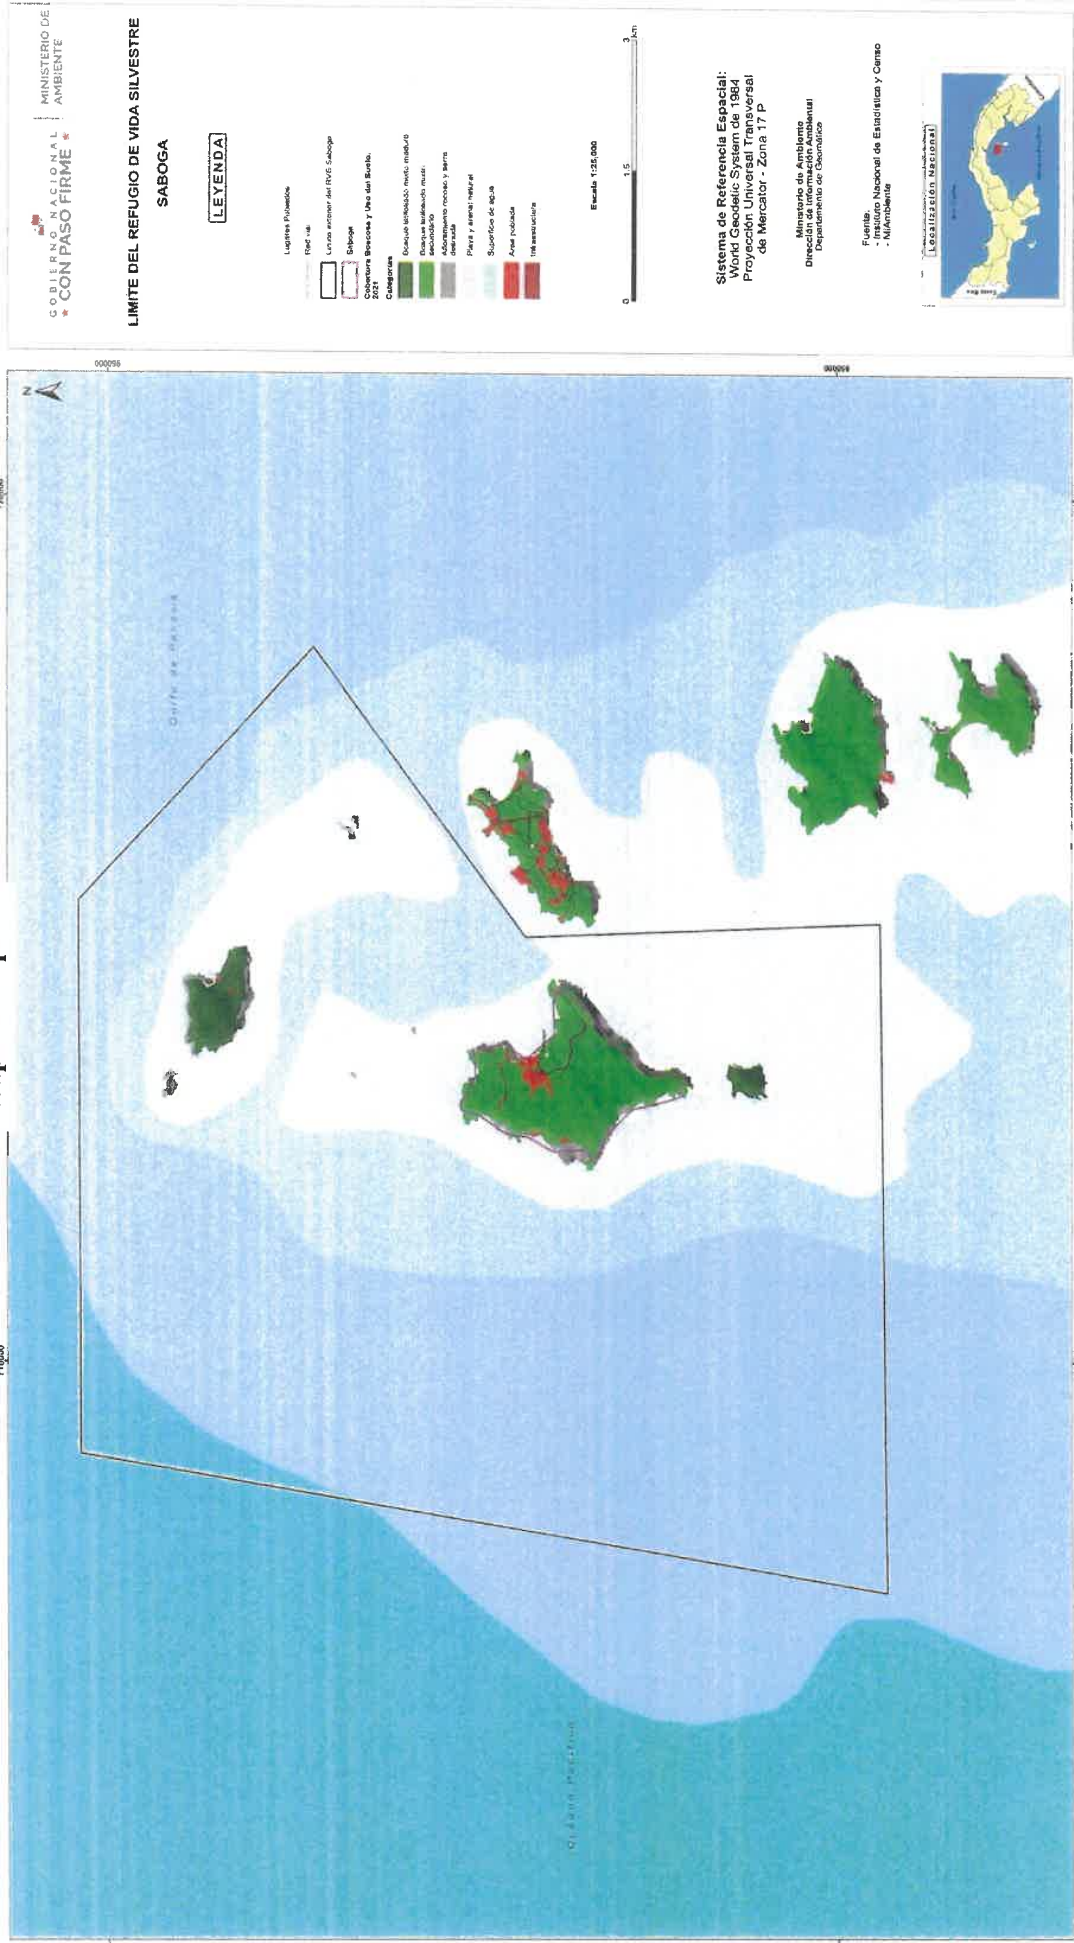 GOBIERNO NACIONAL
★ CON PASO FIRME ★
MINISTERIO DE
AMBIENTE
LIMITE DEL REFUGIO DE VIDA SILVESTRE
SABOGA
LEYENDA
Lugares Poblados
Red vial
Saboga
Cobertura Boscosa y Uso del Suelo,
2021
Categorías
Bosque latifoliado mixto maduro
Bosque latifoliado mixto
secundario
Afloramiento rocoso y tierra
desnuda
Playa y arenal natural
Superficie de agua
Área poblada
Infraestructura
Escala 1:25,000
0
1.5
3
km
Sistema de Referencia Espacial:
World Geodetic System de 1984
Proyección Universal Transversal
de Mercator - Zona 17 P
Ministerio de Ambiente
Dirección de Información Ambiental
Departamento de Geomática
Fuente:
- Instituto Nacional de Estadística y Censo
- MiAmbiente
Localización Nacional
Costa Rica
N
960000
Golfo de Panamá
Océano Pacífico